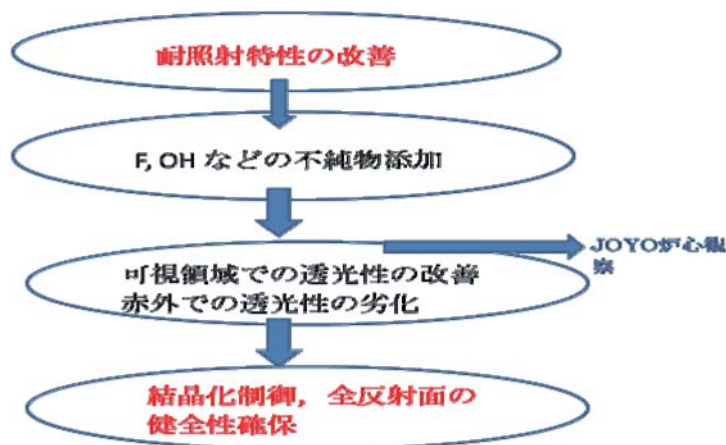 耐照射特性の改善
F, OH などの不純物添加
JOYO炉心観
察
可視領域での透光性の改善
赤外での透光性の劣化
結晶化制御，全反射面の
健全性確保